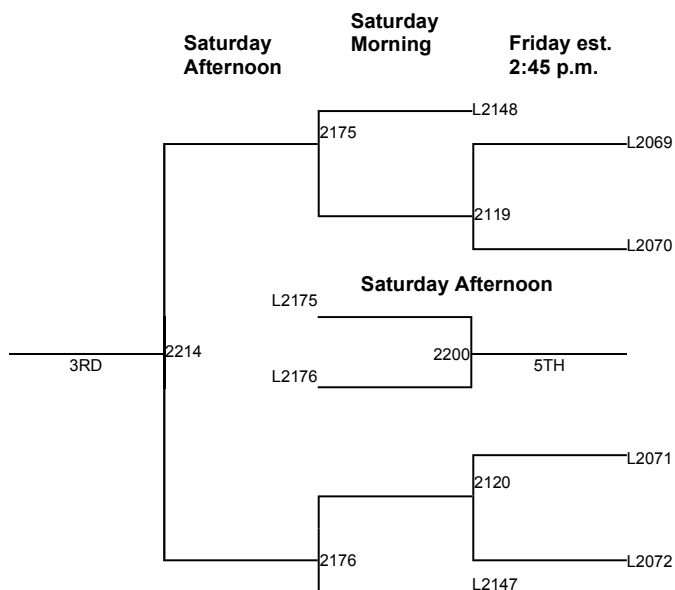 Saturday
Morning
Saturday
Afternoon
Friday est.
2:45 p.m.
L2148
2175
L2069
2119
L2070
Saturday Afternoon
L2175
2214
2200
3RD
5TH
L2176
L2071
2120
2176
L2072
L2147